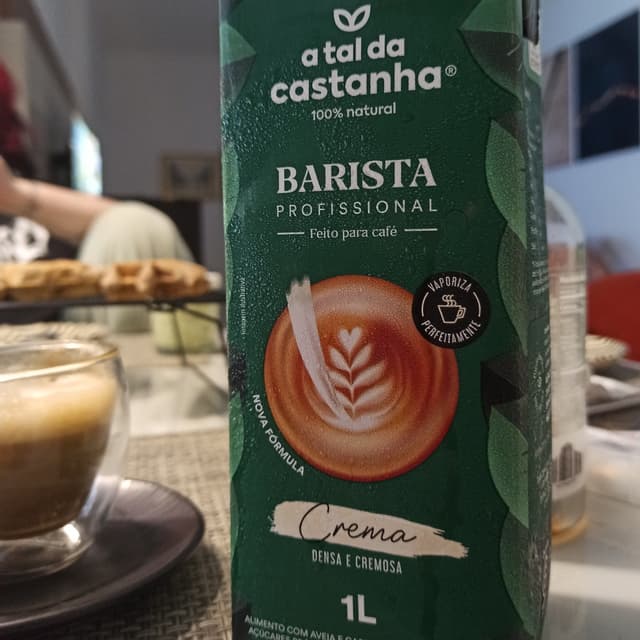 a tal da
castanha®
100% natural
BARISTA
PROFISSIONAL
Feito para café
VAPORIZA
PERFEITAMENTE
NOVA FÓRMULA
Crema
DENSA E CREMOSA
1L
ALIMENTO COM AVEIA E